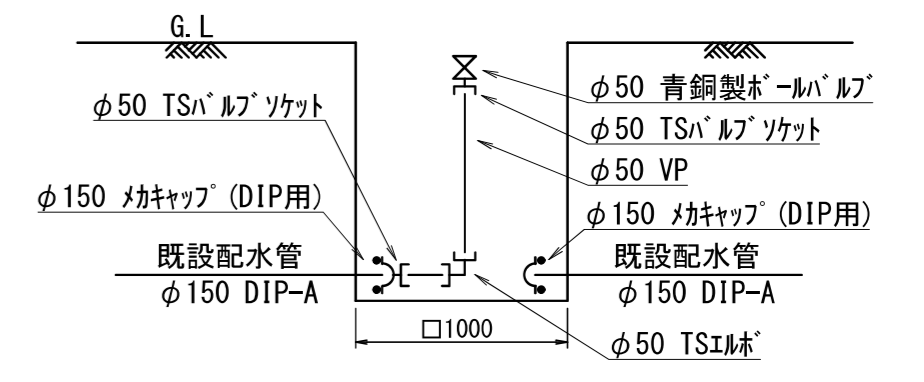 G.L
φ50 青銅製ﾎﾞｰﾙﾊﾞﾙﾌﾞ
φ50 TSﾊﾞﾙﾌﾞｿｹｯﾄ
φ50 TSﾊﾞﾙﾌﾞｿｹｯﾄ
φ50 VP
φ150 ﾒｶｷｬｯﾌﾟ(DIP用)
φ150 ﾒｶｷｬｯﾌﾟ(DIP用)
既設配水管
φ150 DIP-A
既設配水管
φ150 DIP-A
□1000
φ50 TSｴﾙﾎﾞ